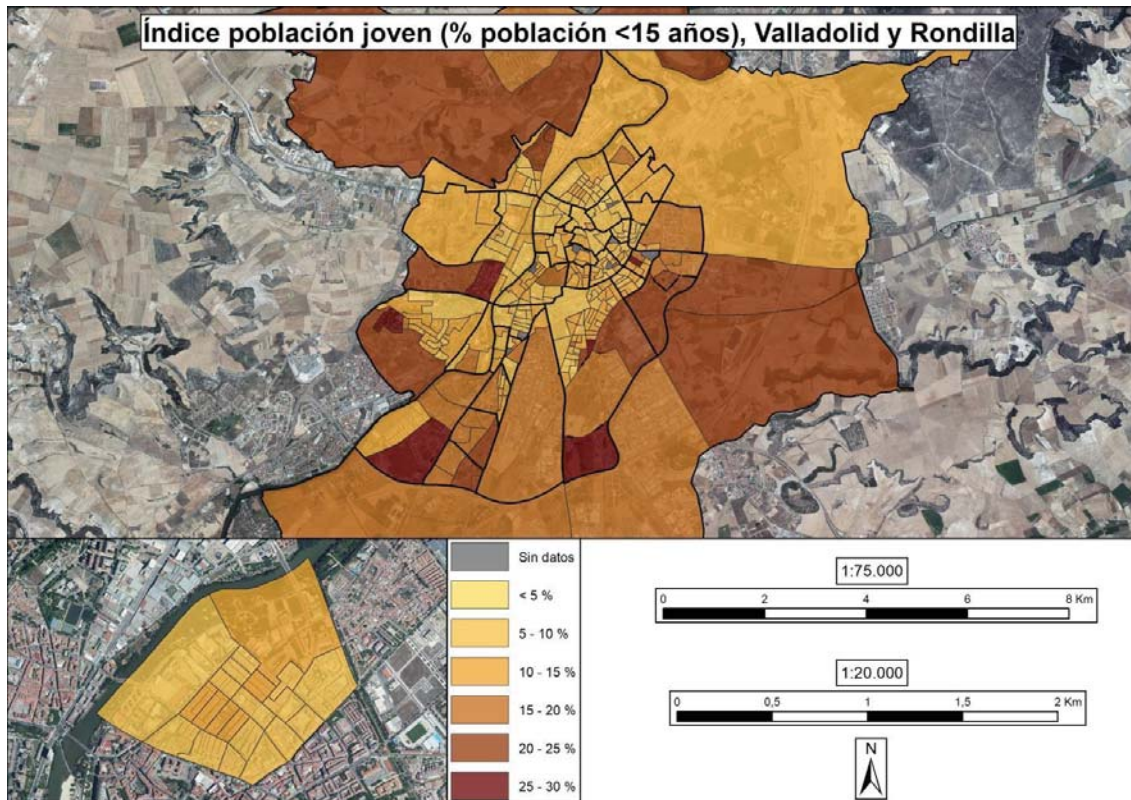 Índice población joven (% población <15 años), Valladolid y Rondilla
Sin datos
< 5 %
5 - 10 %
10 - 15 %
15 - 20 %
20 - 25 %
25 - 30 %
1:75.000
0 2 4 6 8 Km
1:20.000
0 0,5 1 1,5 2 Km
N